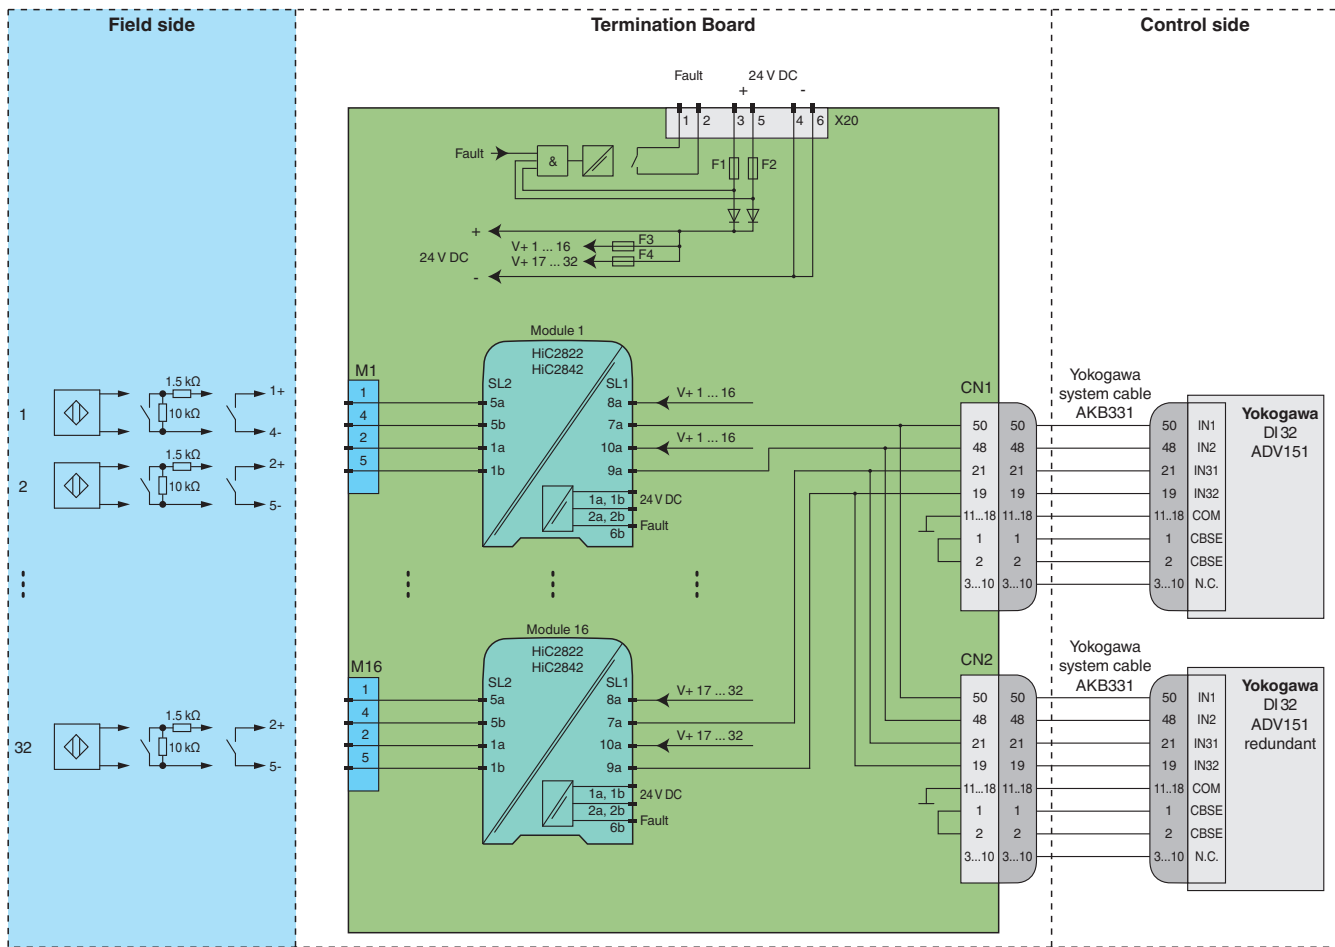 Field side
Termination Board
Control side
Fault 24 V DC
+ -
1 2 3 5 4 6 X20
Fault & F1 F2
+
V+ 1 ... 16 F3
24 V DC V+ 17 ... 32 F4
-
Module 1
HiC2822
HiC2842
M1
SL2 SL1
1 5a 8a V+ 1 ... 16
4 5b 7a
2 1a 10a V+ 1 ... 16
5 1b 9a
1a, 1b 24 V DC
2a, 2b
6b Fault
1
1.5 kΩ
10 kΩ
1+
4-
2
1.5 kΩ
10 kΩ
2+
5-
CN1
Yokogawa
system cable
AKB331
50 50 50 IN1
48 48 48 IN2
21 21 21 IN31
19 19 19 IN32
11..18 11..18 11..18 COM
1 1 1 CBSE
2 2 2 CBSE
3...10 3...10 3...10 N.C.
Yokogawa
DI 32
ADV151
Module 16
HiC2822
HiC2842
M16
SL2 SL1
1 5a 8a V+ 17 ... 32
4 5b 7a
2 1a 10a V+ 17 ... 32
5 1b 9a
1a, 1b 24 V DC
2a, 2b
6b Fault
32
1.5 kΩ
10 kΩ
2+
5-
CN2
Yokogawa
system cable
AKB331
50 50 50 IN1
48 48 48 IN2
21 21 21 IN31
19 19 19 IN32
11..18 11..18 11..18 COM
1 1 1 CBSE
2 2 2 CBSE
3...10 3...10 3...10 N.C.
Yokogawa
DI 32
ADV151
redundant